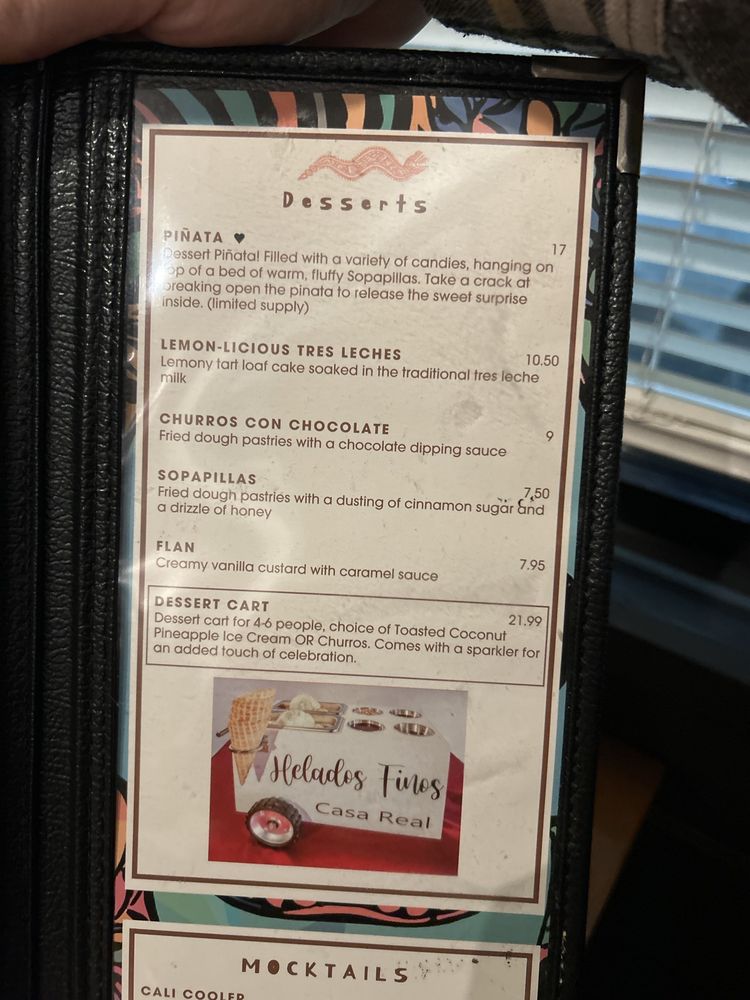 Desserts
PIÑATA ♥
17
Dessert Piñata! Filled with a variety of candies, hanging on
top of a bed of warm, fluffy Sopapillas. Take a crack at
breaking open the pinata to release the sweet surprise
inside. (limited supply)
LEMON-LICIOUS TRES LECHES
10.50
Lemony tart loaf cake soaked in the traditional tres leche
milk
CHURROS CON CHOCOLATE
9
Fried dough pastries with a chocolate dipping sauce
SOPAPILLAS
7.50
Fried dough pastries with a dusting of cinnamon sugar and
a drizzle of honey
FLAN
7.95
Creamy vanilla custard with caramel sauce
DESSERT CART
21.99
Dessert cart for 4-6 people, choice of Toasted Coconut
Pineapple Ice Cream OR Churros. Comes with a sparkler for
an added touch of celebration.
Helados Finos
Casa Real
MOCKTAILS
CALI COOLER